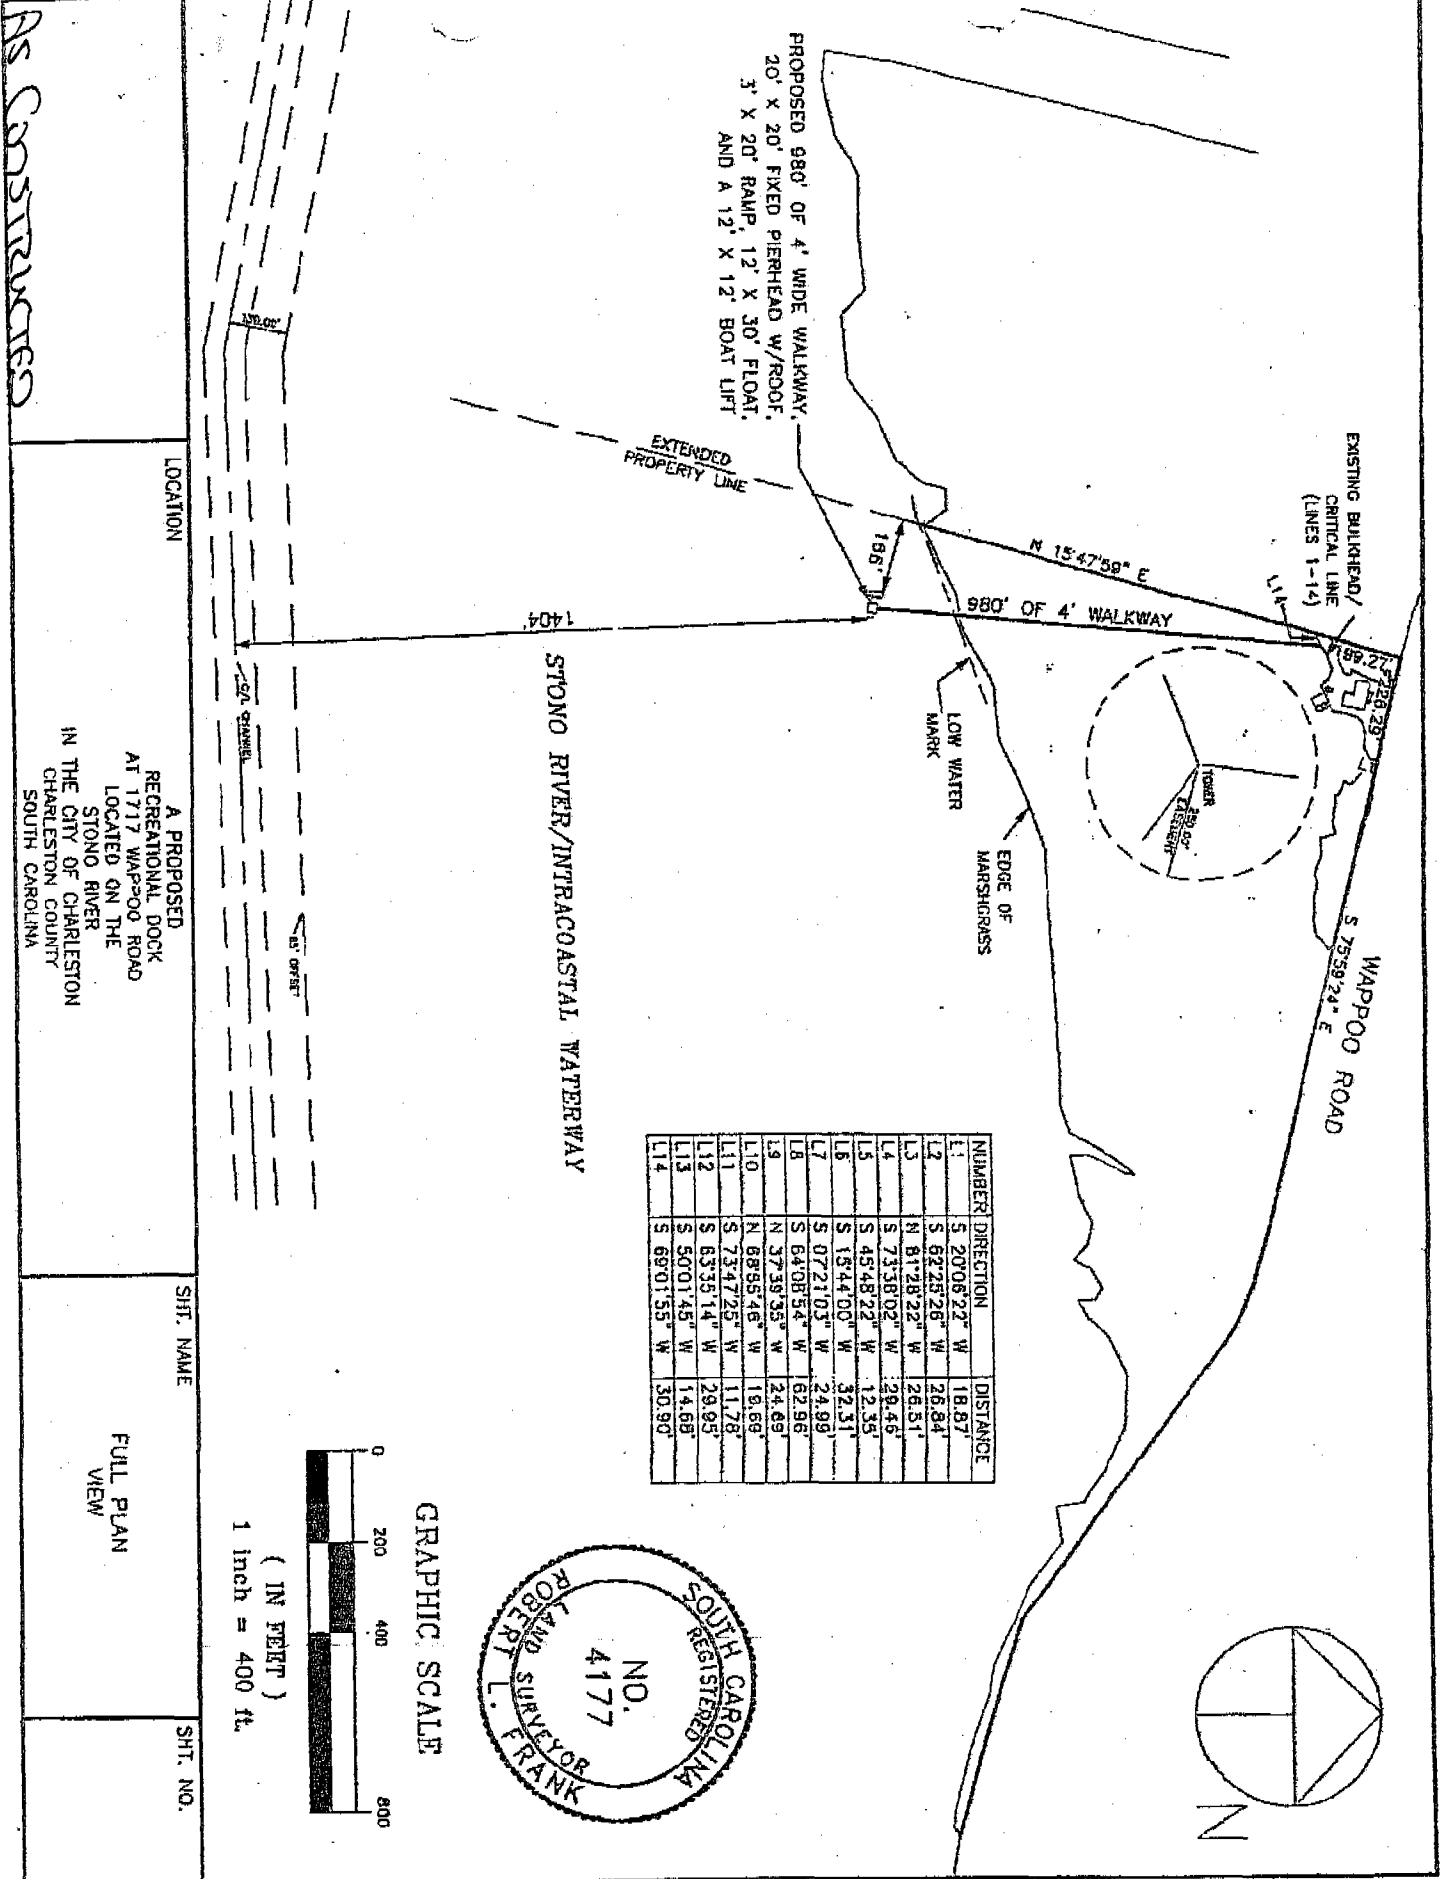 WAPPOO ROAD
S 75°59'24" E
EXISTING BULKHEAD/
CRITICAL LINE
(LINES 1-14)
L14
189.27'
226.29'
N 15°47'59" E
980' OF 4' WALKWAY
TOWER
250.00'
EASEMENT
166'
LOW WATER
MARK
EDGE OF
MARSHGRASS
PROPOSED 980' OF 4' WIDE WALKWAY,
20' X 20' FIXED PIERHEAD W/ROOF,
3' X 20' RAMP, 12' X 30' FLOAT,
AND A 12' X 12' BOAT LIFT
EXTENDED
PROPERTY LINE
1404'
STONO RIVER/INTRACOASTAL WATERWAY
C/L CHANNEL
85' OFFSET
NUMBER DIRECTION DISTANCE
L1 S 20°06'22" W 18.87'
L2 S 62°25'26" W 26.84'
L3 N 81°28'22" W 26.51'
L4 S 73°38'02" W 29.46'
L5 S 45°48'22" W 12.35'
L6 S 15°44'00" W 32.31'
L7 S 07°21'03" W 24.99'
L8 S 64°08'54" W 62.96'
L9 N 37°39'35" W 24.69'
L10 N 68°55'46" W 19.69'
L11 S 73°47'25" W 11.78'
L12 S 63°35'14" W 29.95'
L13 S 50°01'45" W 14.68'
L14 S 69°01'55" W 30.90'
N
SOUTH CAROLINA
REGISTERED
NO.
4177
LAND SURVEYOR
ROBERT L. FRANK
GRAPHIC SCALE
0 200 400 800
( IN FEET )
1 inch = 400 ft.
AS CONSTRUCTED
LOCATION
A PROPOSED
RECREATIONAL DOCK
AT 1717 WAPPOO ROAD
LOCATED ON THE
STONO RIVER
IN THE CITY OF CHARLESTON
CHARLESTON COUNTY
SOUTH CAROLINA
SHT. NAME
FULL PLAN
VIEW
SHT. NO.